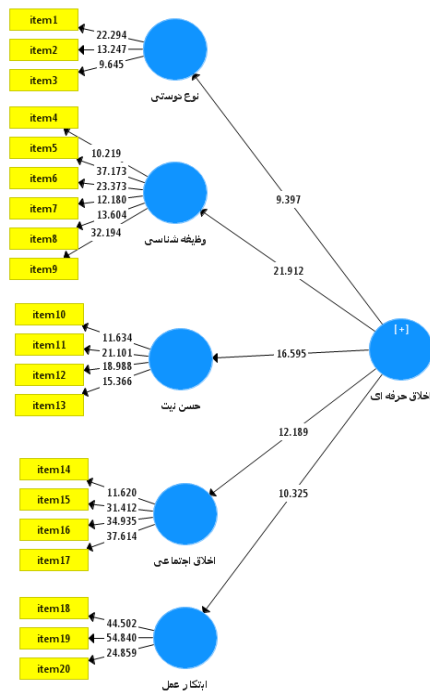 item1
item2
item3
22.294
13.247
9.645
نوع دوستی
item4
item5
item6
item7
item8
item9
10.219
37.173
23.373
12.180
13.604
32.194
وظیفه شناسی
item10
item11
item12
item13
11.634
21.101
18.988
15.366
حسن نیت
item14
item15
item16
item17
11.620
31.412
34.935
37.614
اخلاق اجتماعی
item18
item19
item20
44.502
54.840
24.859
ابتکار عمل
9.397
21.912
16.595
12.189
10.325
[+]
اخلاق حرفه ای